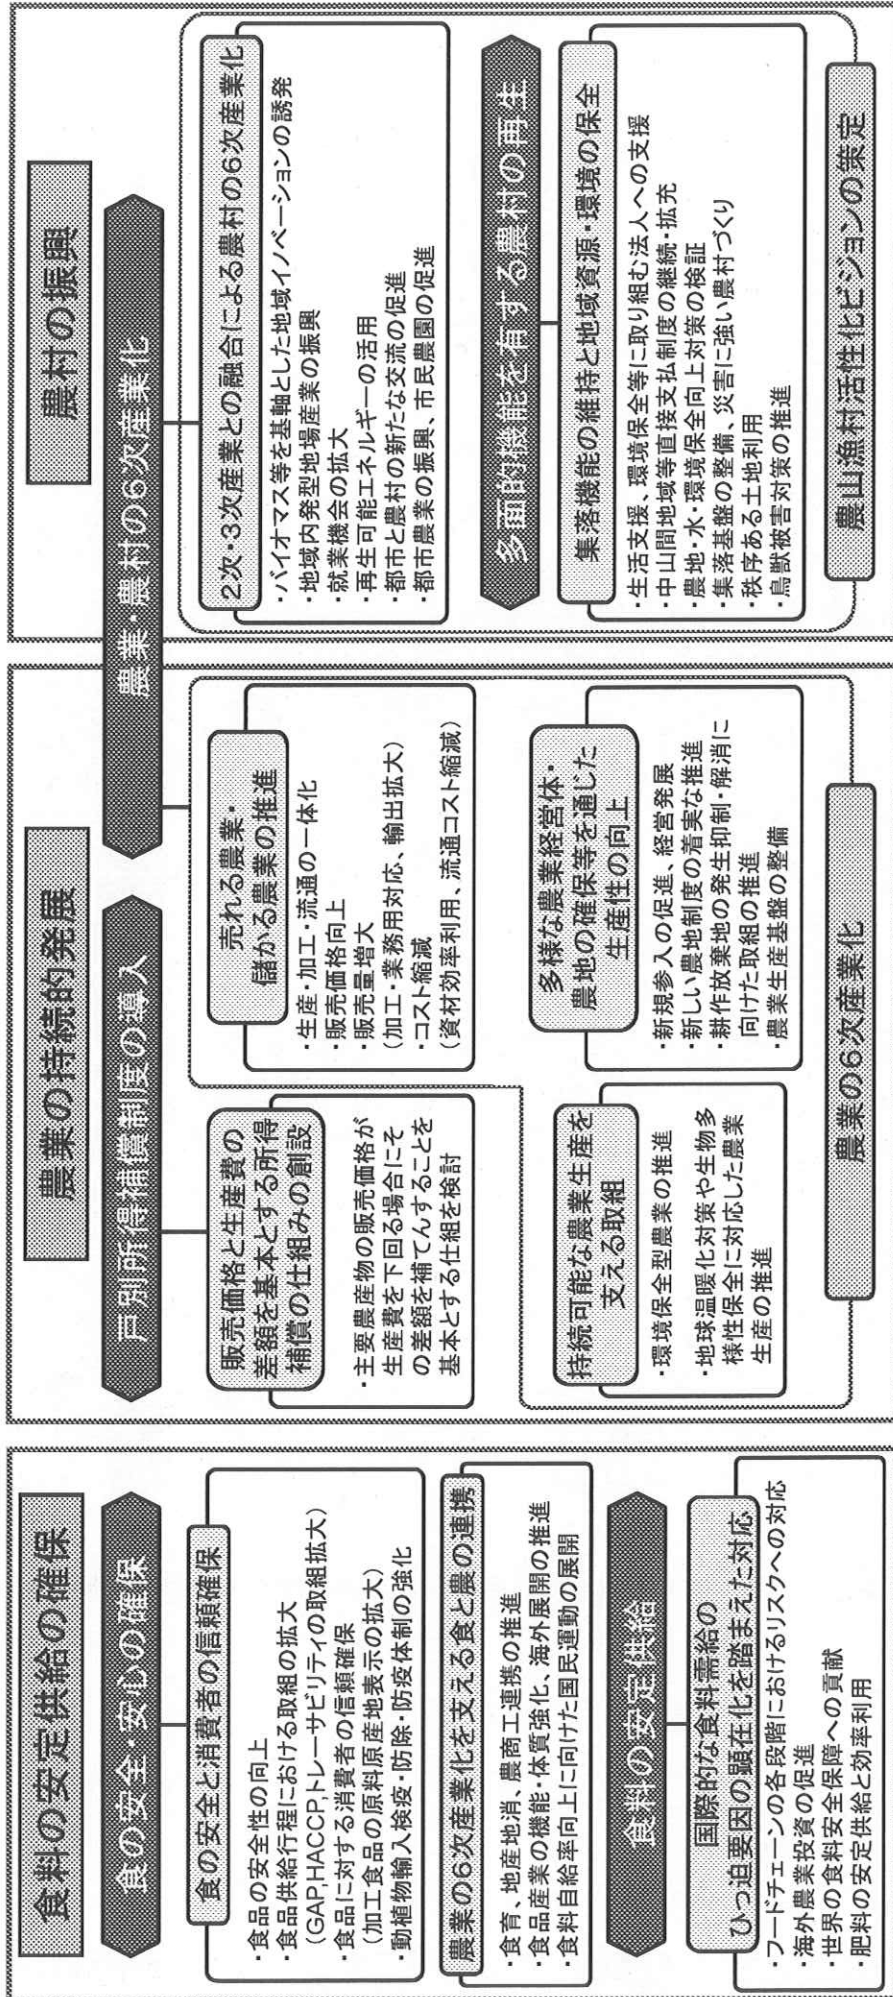 食料の安定供給の確保
食の安全・安心の確保
食の安全と消費者の信頼確保
・食品の安全性の向上
・食品供給行程における取組の拡大
(GAP,HACCP,トレーサビリティの取組拡大)
・食品に対する消費者の信頼確保
(加工食品の原料原産地表示の拡大)
・動植物輸入検疫・防除・防疫体制の強化
農業の6次産業化を支える食と農の連携
・食育、地産地消、農商工連携の推進
・食品産業の機能・体質強化、海外展開の推進
・食料自給率向上に向けた国民運動の展開
食料の安定供給
国際的な食料需給の
ひっ迫要因の顕在化を踏まえた対応
・フードチェーンの各段階におけるリスクへの対応
・海外農業投資の促進
・世界の食料安全保障への貢献
・肥料の安定供給と効率利用
農業の持続的発展
戸別所得補償制度の導入
販売価格と生産費の
差額を基本とする所得
補償の仕組みの創設
・主要農産物の販売価格が
生産費を下回る場合にそ
の差額を補てんすることを
基本とする仕組を検討
持続可能な農業生産を
支える取組
・環境保全型農業の推進
・地球温暖化対策や生物多
様性保全に対応した農業
生産の推進
農業・農村の6次産業化
売れる農業・
儲かる農業の推進
・生産・加工・流通の一体化
・販売価格向上
・販売量増大
(加工・業務用対応、輸出拡大)
・コスト縮減
(資材効率利用、流通コスト縮減)
多様な農業経営体・
農地の確保等を通じた
生産性の向上
・新規参入の促進、経営発展
・新しい農地制度の着実な推進
・耕作放棄地の発生抑制・解消に
向けた取組の推進
・農業生産基盤の整備
農業の6次産業化
農村の振興
2次・3次産業との融合による農村の6次産業化
・バイオマス等を基軸とした地域イノベーションの誘発
・地域内発型地場産業の振興
・就業機会の拡大
・再生可能エネルギーの活用
・都市と農村の新たな交流の促進
・都市農業の振興、市民農園の促進
多面的機能を有する農村の再生
集落機能の維持と地域資源・環境の保全
・生活支援、環境保全等に取り組む法人への支援
・中山間地域等直接支払制度の継続・拡充
・農地・水・環境保全向上対策の検証
・集落基盤の整備、災害に強い農村づくり
・秩序ある土地利用
・鳥獣被害対策の推進
農山漁村活性化ビジョンの策定